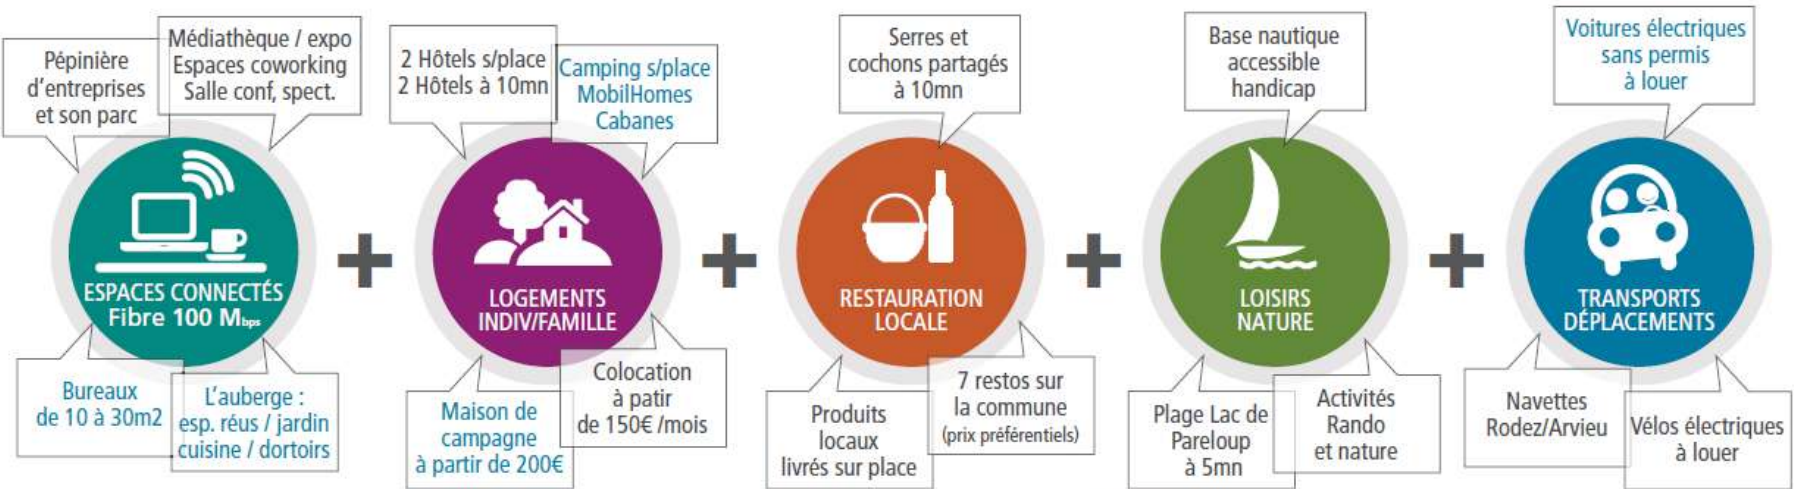 Pépinière
d'entreprises
et son parc
Médiathèque / expo
Espaces coworking
Salle conf, spect.
ESPACES CONNECTÉS
Fibre 100 Mbps
Bureaux
de 10 à 30m2
L'auberge :
esp. réus / jardin
cuisine / dortoirs
+
2 Hôtels s/place
2 Hôtels à 10mn
Camping s/place
MobilHomes
Cabanes
LOGEMENTS
INDIV/FAMILLE
Maison de
campagne
à partir de 200€
Colocation
à patir
de 150€ /mois
+
Serres et
cochons partagés
à 10mn
RESTAURATION
LOCALE
Produits
locaux
livrés sur place
7 restos sur
la commune
(prix préférentiels)
+
Base nautique
accessible
handicap
LOISIRS
NATURE
Plage Lac de
Pareloup
à 5mn
Activités
Rando
et nature
+
Voitures électriques
sans permis
à louer
TRANSPORTS
DÉPLACEMENTS
Navettes
Rodez/Arvieu
Vélos électriques
à louer